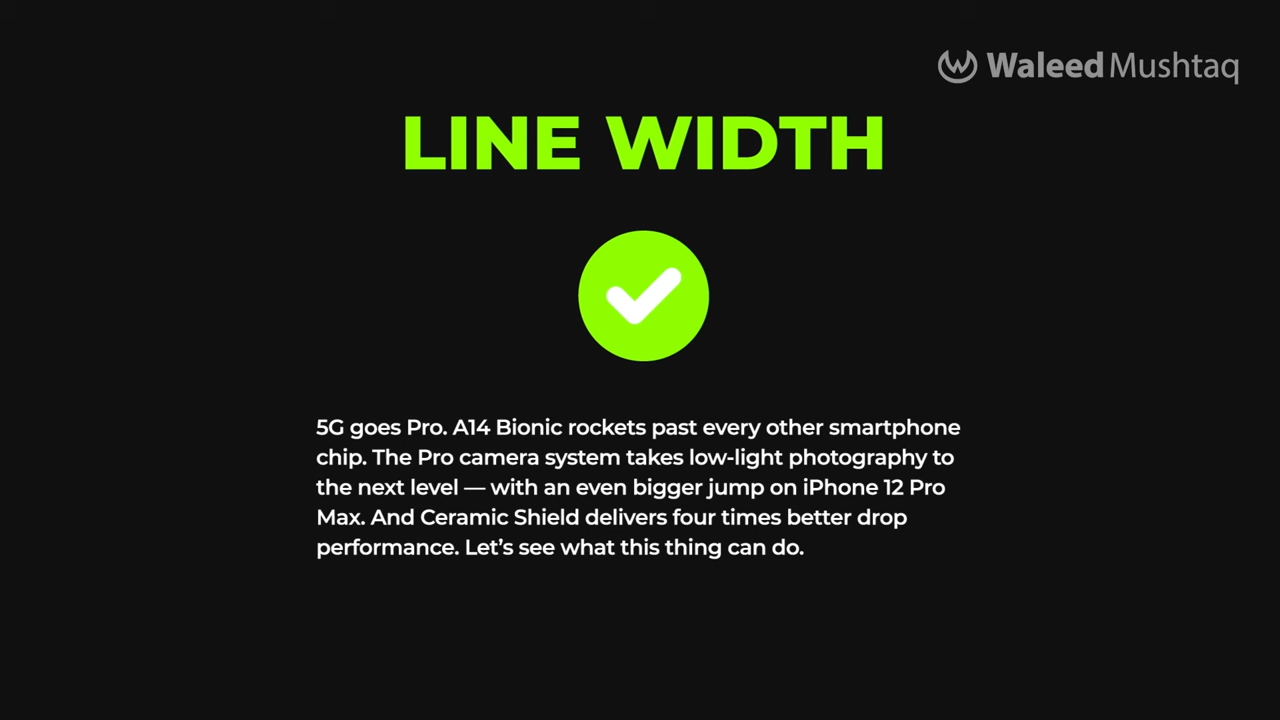 Waleed Mushtaq
LINE WIDTH
5G goes Pro. A14 Bionic rockets past every other smartphone
chip. The Pro camera system takes low-light photography to
the next level — with an even bigger jump on iPhone 12 Pro
Max. And Ceramic Shield delivers four times better drop
performance. Let’s see what this thing can do.